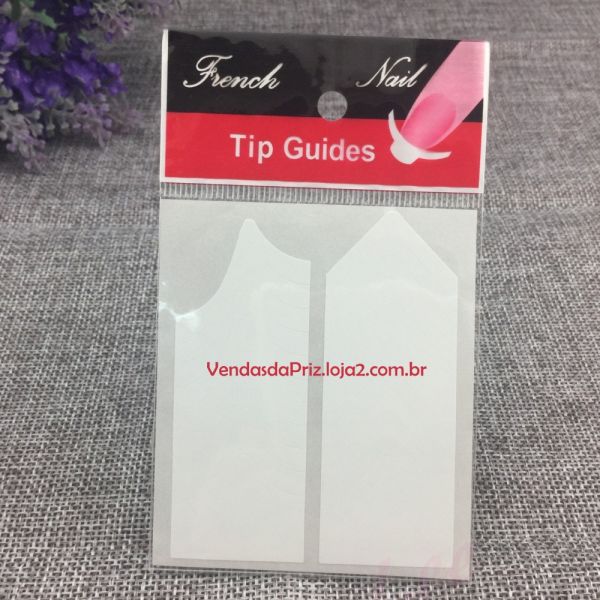 French Nail
Tip Guides
VendasdaPriz.loja2.com.br